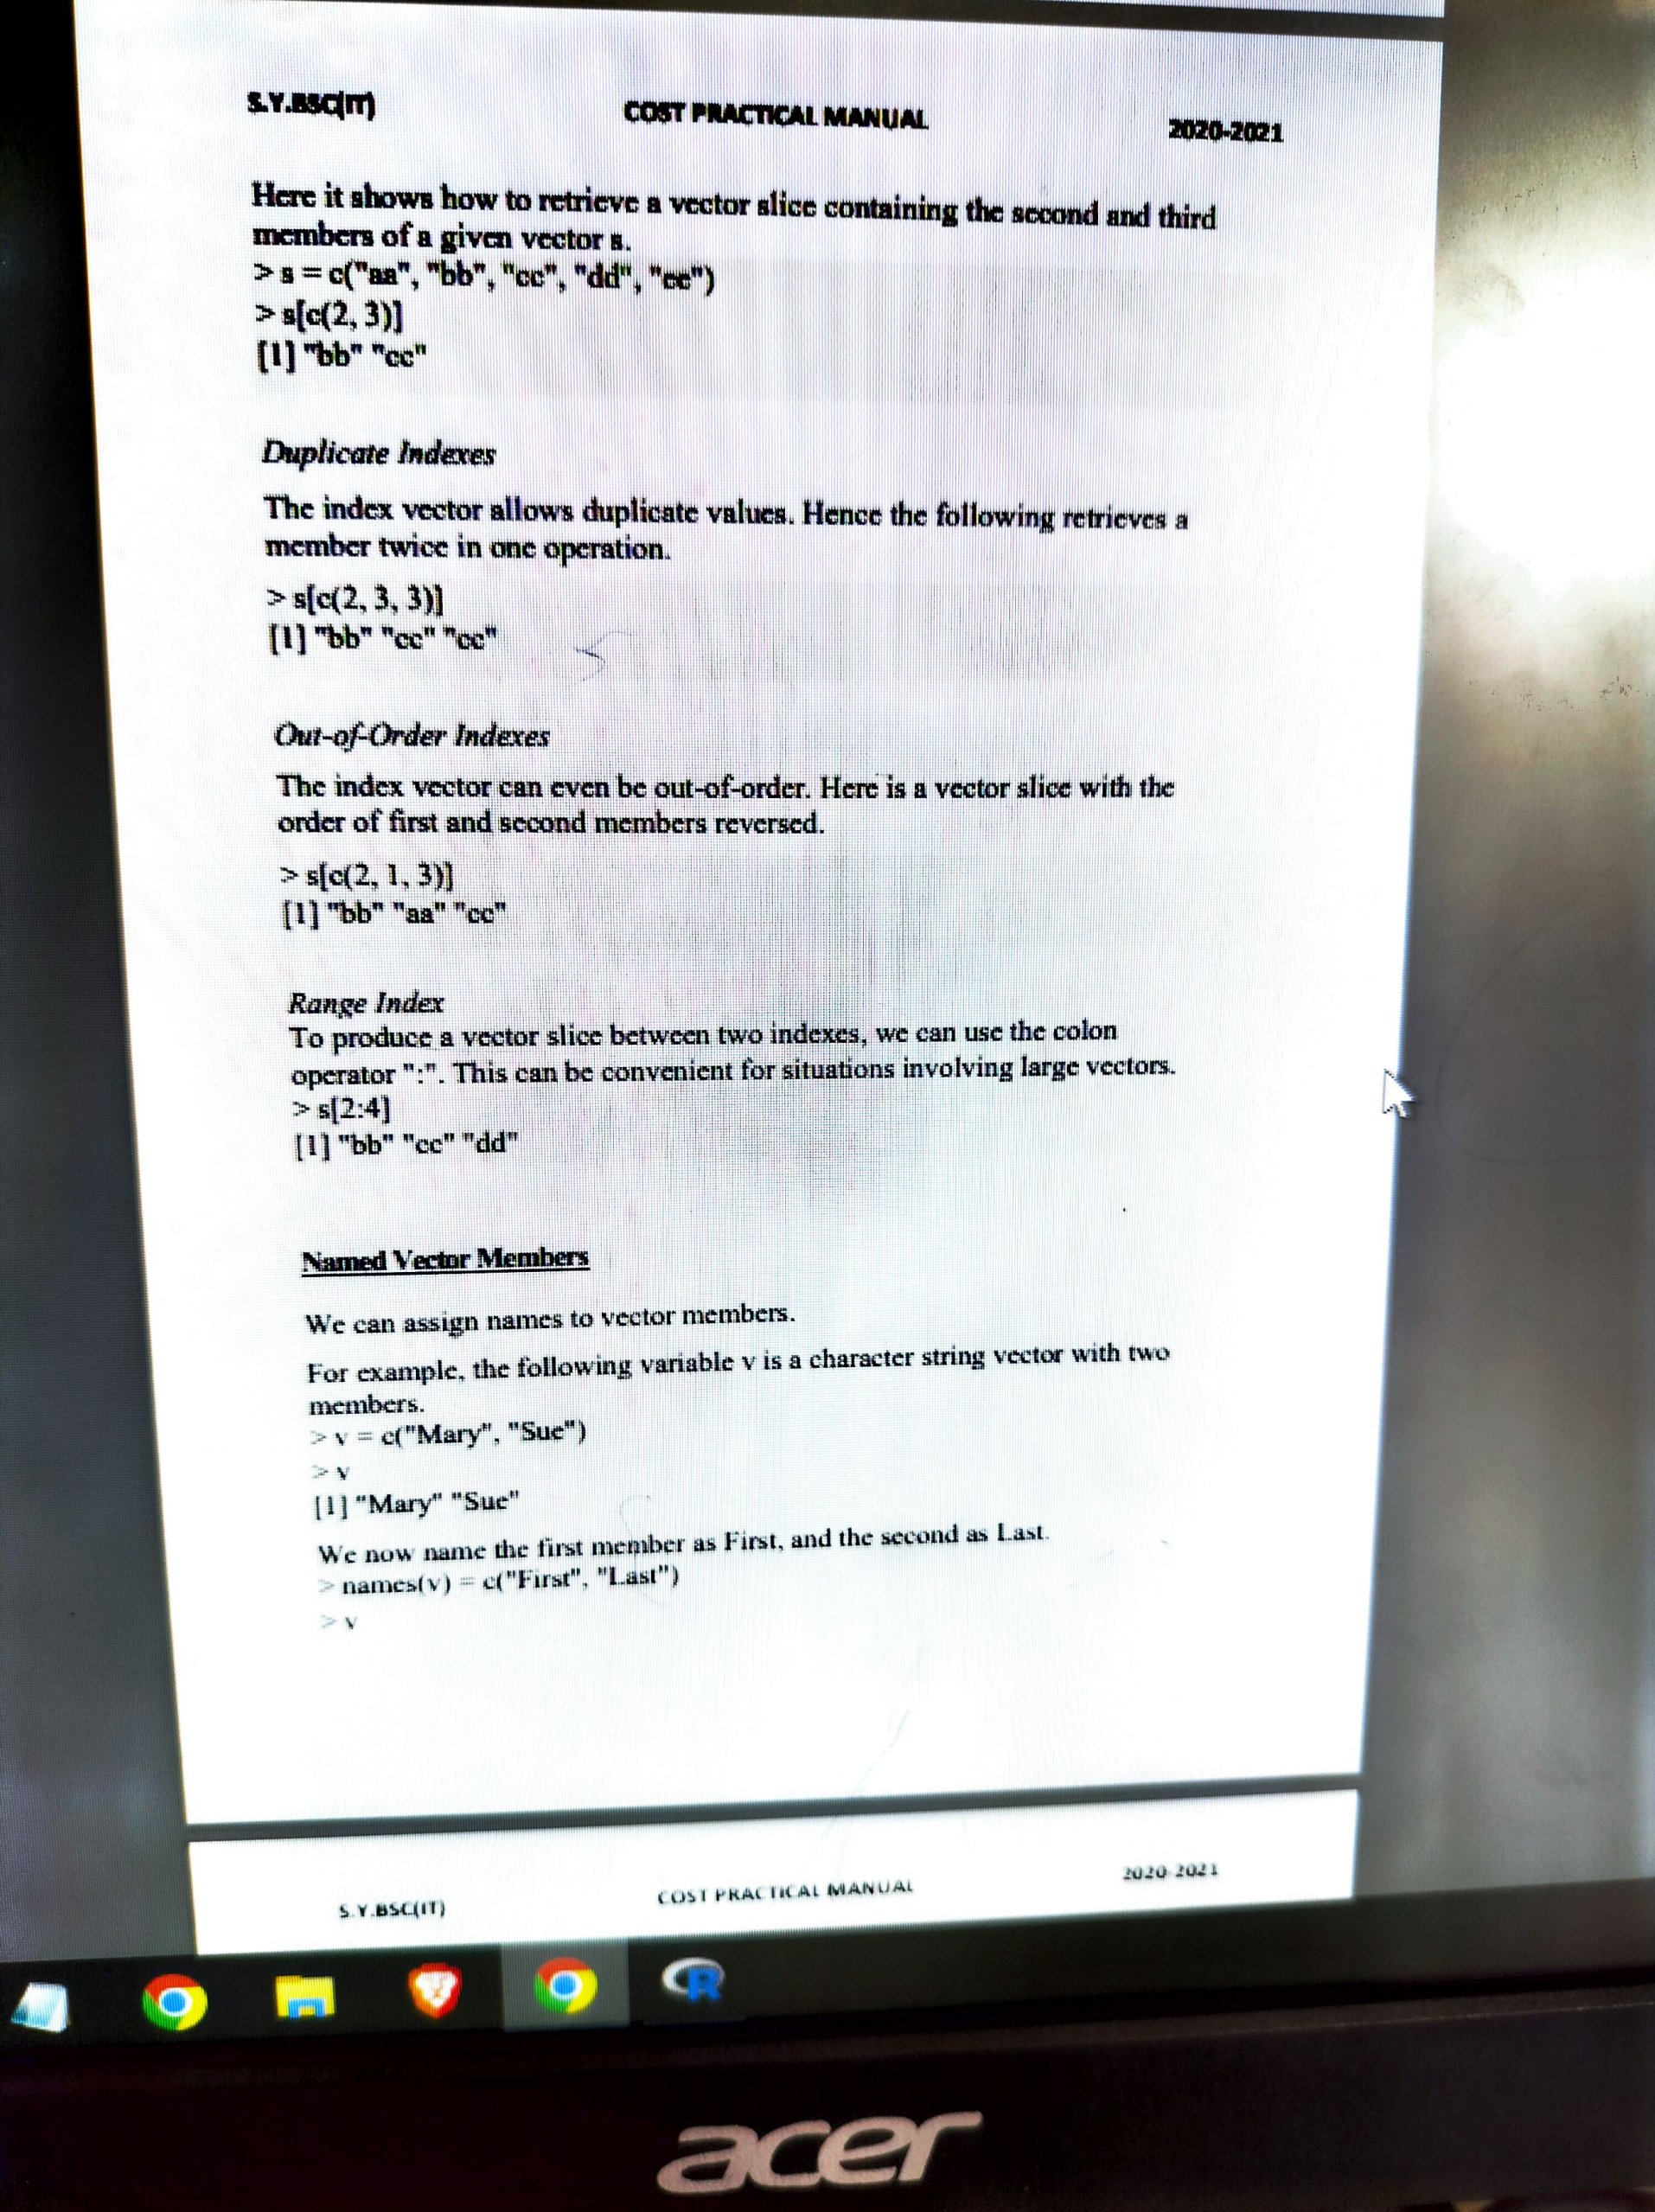 S.Y.BSC(IT) COST PRACTICAL MANUAL 2020-2021
Here it shows how to retrieve a vector slice containing the second and third
members of a given vector s.
> s = c("aa", "bb", "cc", "dd", "ee")
> s[c(2, 3)]
[1] "bb" "cc"
Duplicate Indexes
The index vector allows duplicate values. Hence the following retrieves a
member twice in one operation.
> s[c(2, 3, 3)]
[1] "bb" "cc" "cc"
Out-of-Order Indexes
The index vector can even be out-of-order. Here is a vector slice with the
order of first and second members reversed.
> s[c(2, 1, 3)]
[1] "bb" "aa" "cc"
Range Index
To produce a vector slice between two indexes, we can use the colon
operator ":". This can be convenient for situations involving large vectors.
> s[2:4]
[1] "bb" "cc" "dd"
Named Vector Members
We can assign names to vector members.
For example, the following variable v is a character string vector with two
members.
> v = c("Mary", "Sue")
> v
[1] "Mary" "Sue"
We now name the first member as First, and the second as Last.
> names(v) = c("First", "Last")
> v
S.Y.BSC(IT) COST PRACTICAL MANUAL 2020-2021
R
acer